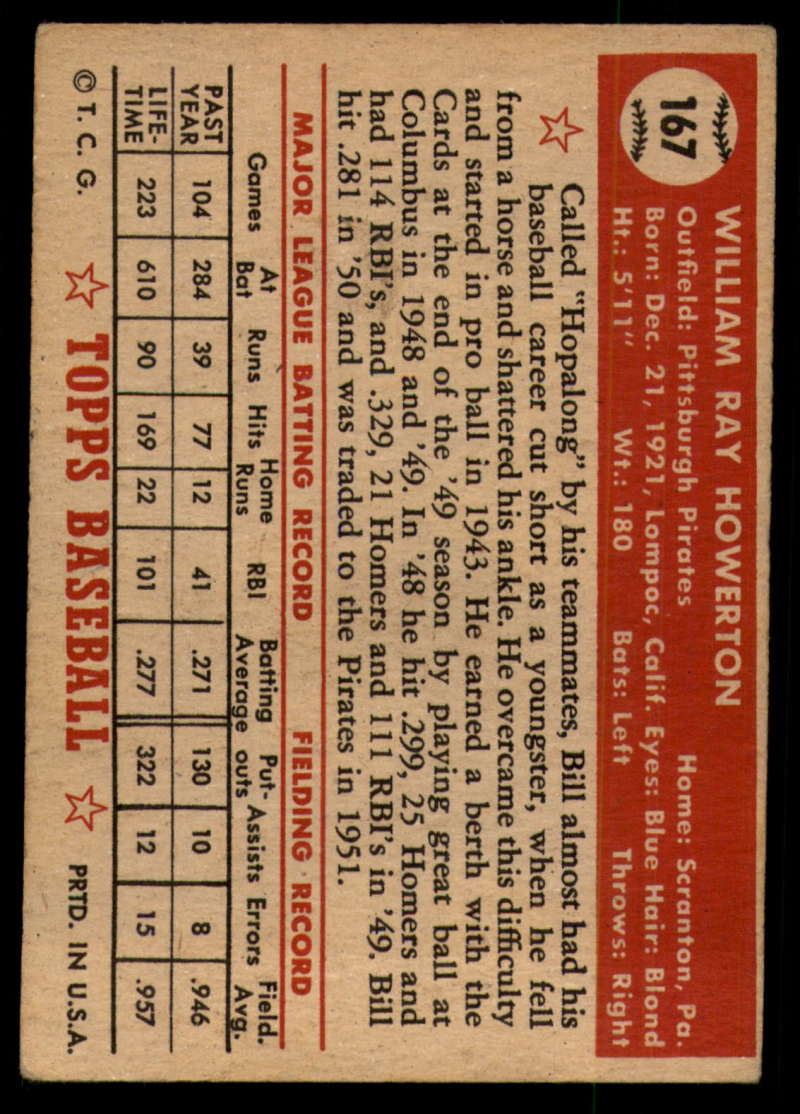 167
WILLIAM RAY HOWERTON
Outfield: Pittsburgh Pirates Home: Scranton, Pa.
Born: Dec. 21, 1921, Lompoc, Calif. Eyes: Blue Hair: Blond
Ht.: 5'11" Wt.: 180 Bats: Left Throws: Right
Called "Hopalong" by his teammates, Bill almost had his
baseball career cut short as a youngster, when he fell
from a horse and shattered his ankle. He overcame this difficulty
and started in pro ball in 1943. He earned a berth with the
Cards at the end of the '49 season by playing great ball at
Columbus in 1948 and '49. In '48 he hit .299, 25 Homers and
had 114 RBI's, and .329, 21 Homers and 111 RBI's in '49. Bill
hit .281 in '50 and was traded to the Pirates in 1951.
MAJOR LEAGUE BATTING RECORD FIELDING RECORD
Games At Bat Runs Hits Home Runs RBI Batting Average Put-outs Assists Errors Field. Avg.
PAST YEAR 104 284 39 77 12 41 .271 130 10 8 .946
LIFE-TIME 223 610 90 169 22 101 .277 322 12 15 .957
© T. C. G. TOPPS BASEBALL PRTD. IN U.S.A.